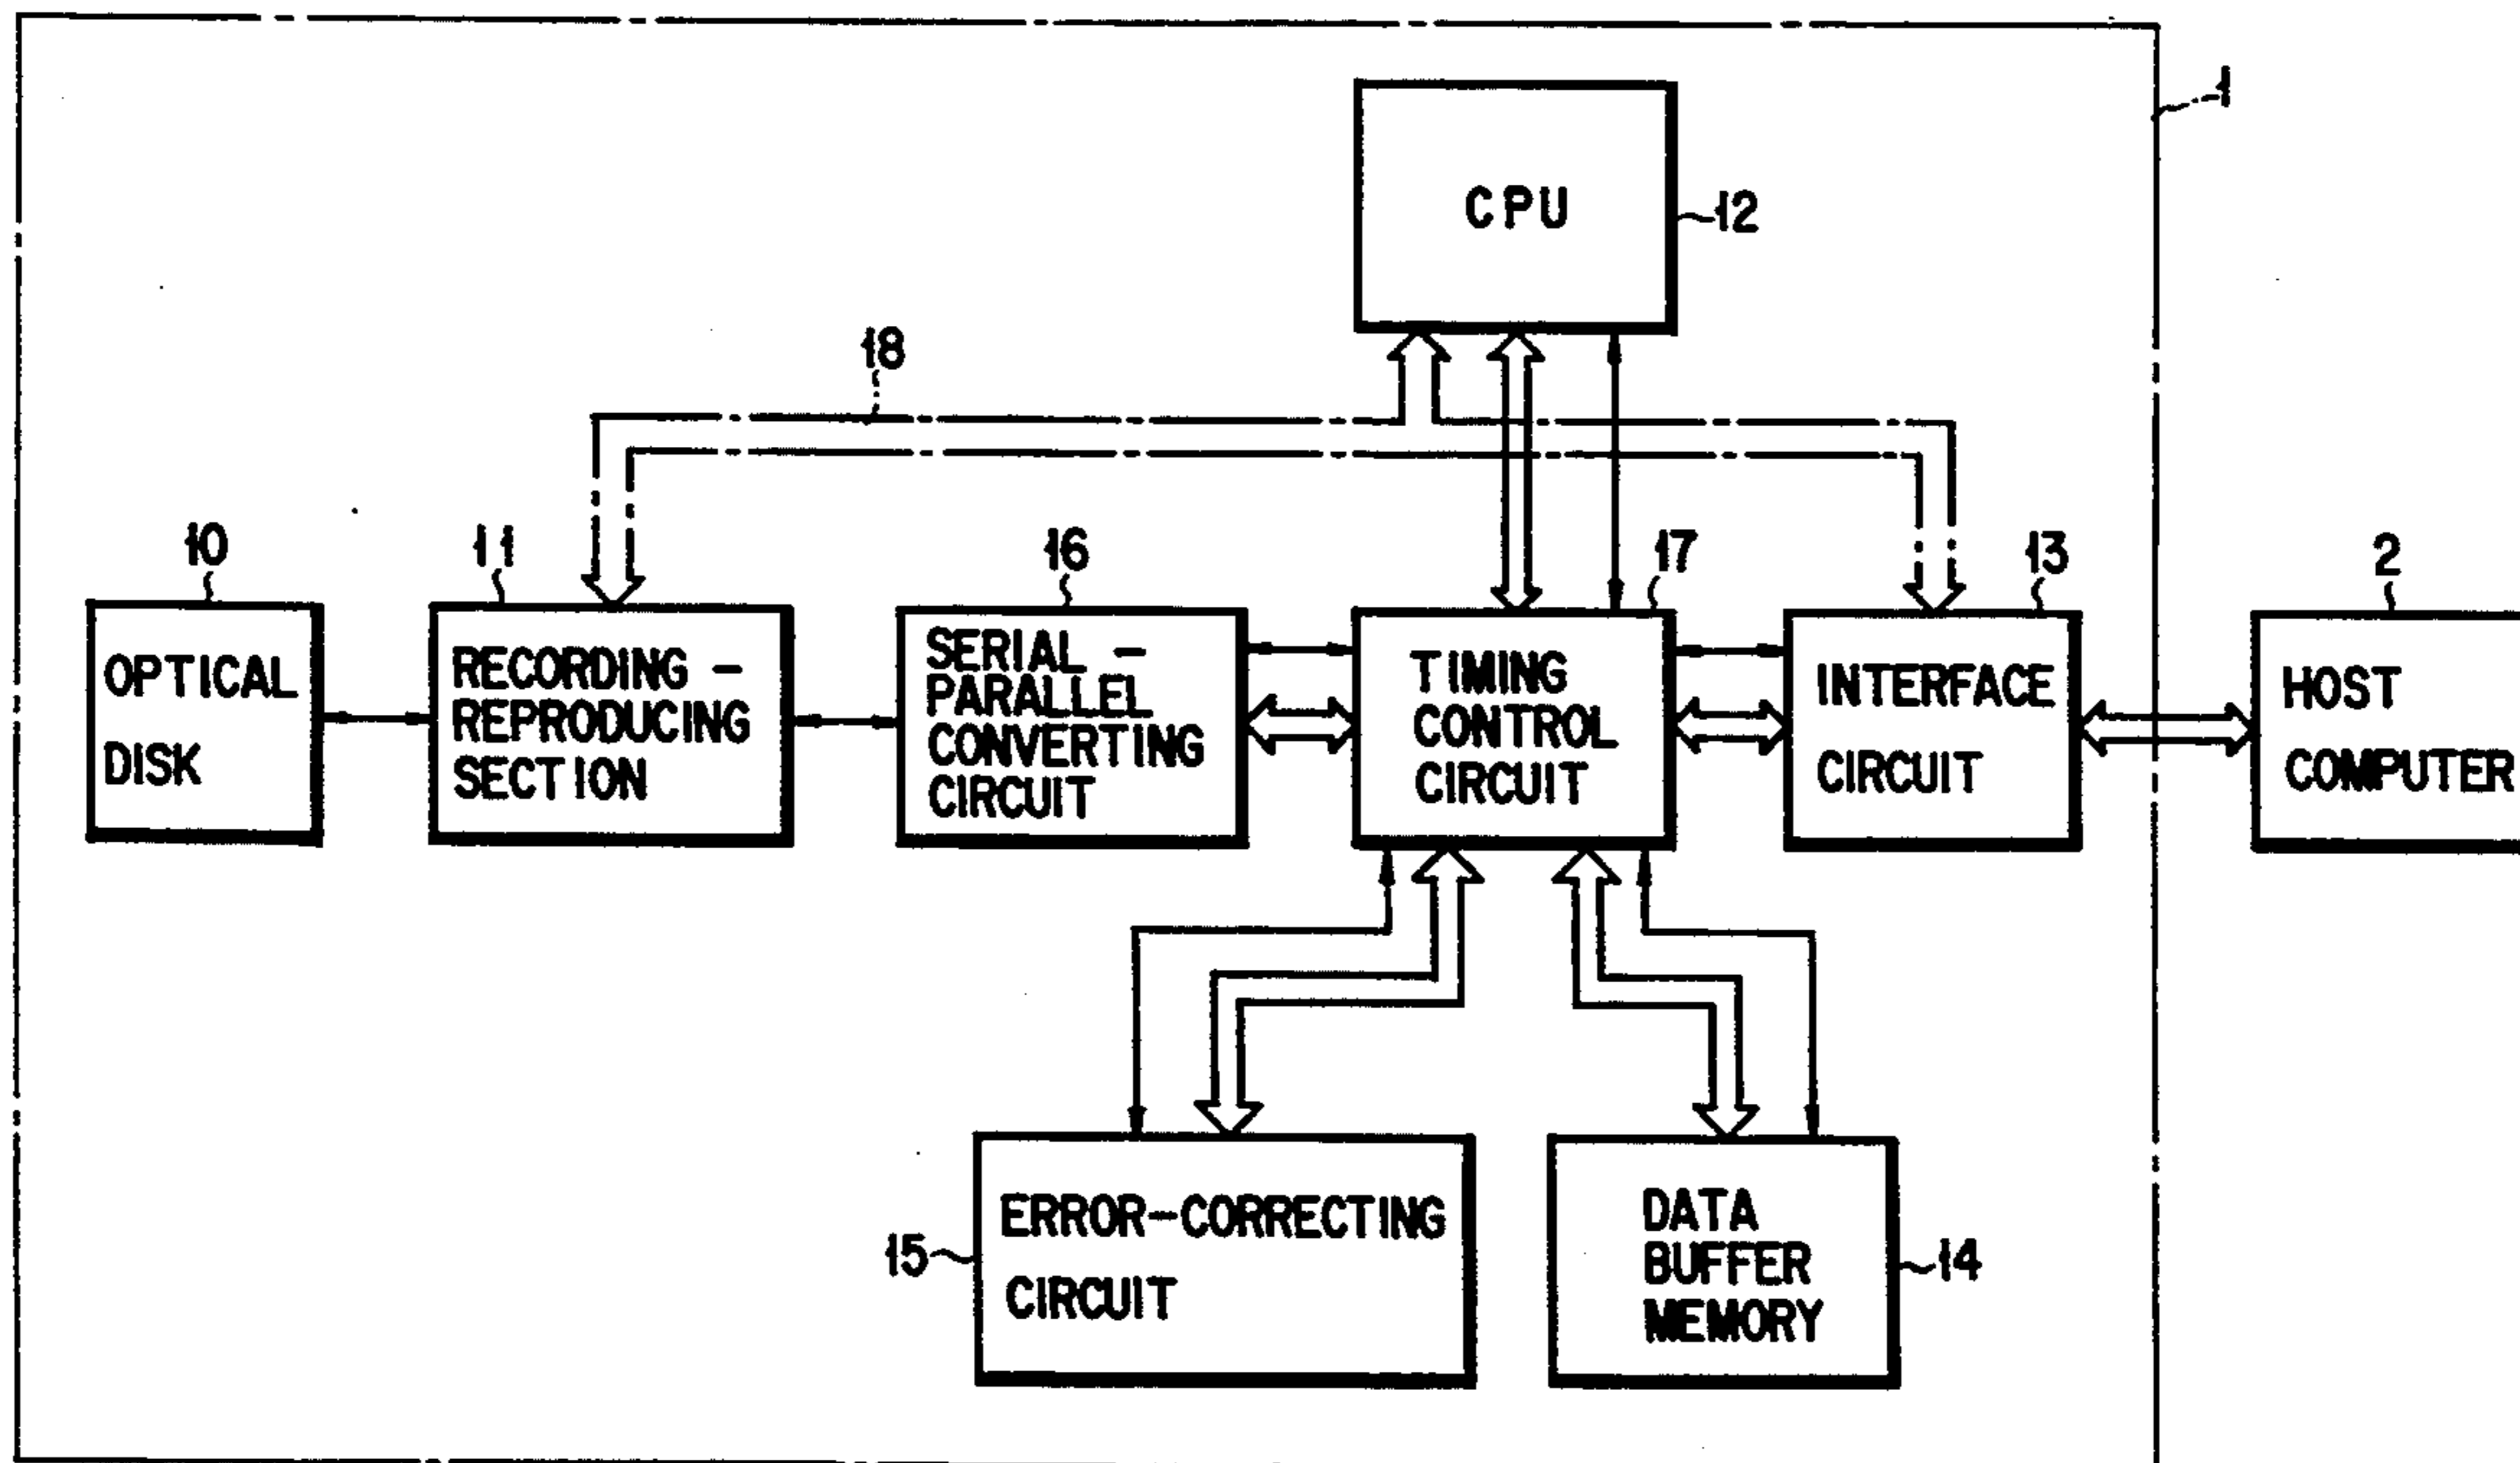 1
CPU
12
18
10
11
16
17
13
2
OPTICAL
DISK
RECORDING -
REPRODUCING
SECTION
SERIAL -
PARALLEL
CONVERTING
CIRCUIT
TIMING
CONTROL
CIRCUIT
INTERFACE
CIRCUIT
HOST
COMPUTER
ERROR-CORRECTING
CIRCUIT
15
DATA
BUFFER
MEMORY
14